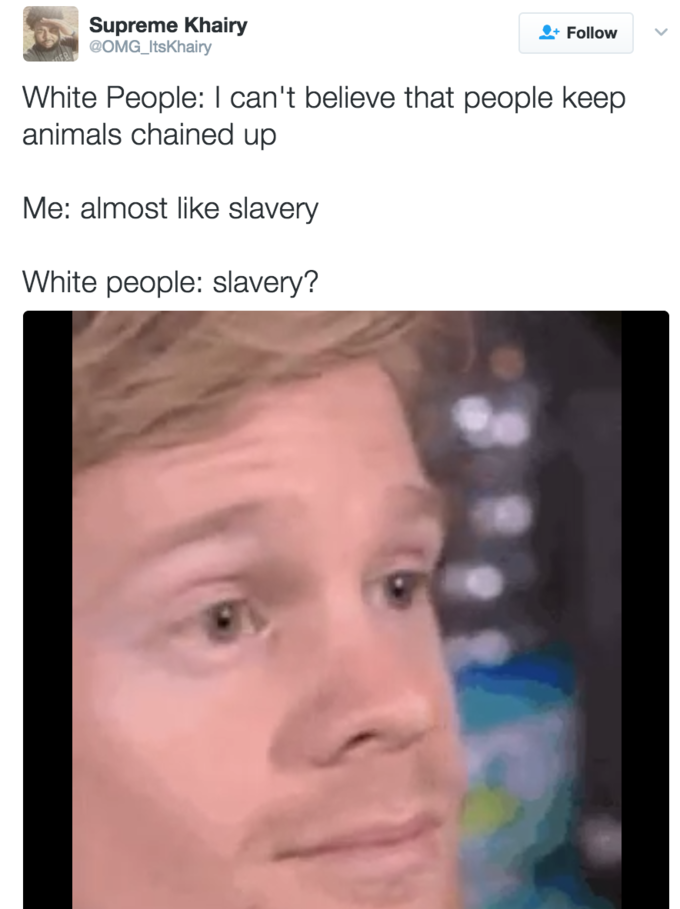 Supreme Khairy
@OMG_ItsKhairy
Follow
White People: I can't believe that people keep
animals chained up
Me: almost like slavery
White people: slavery?